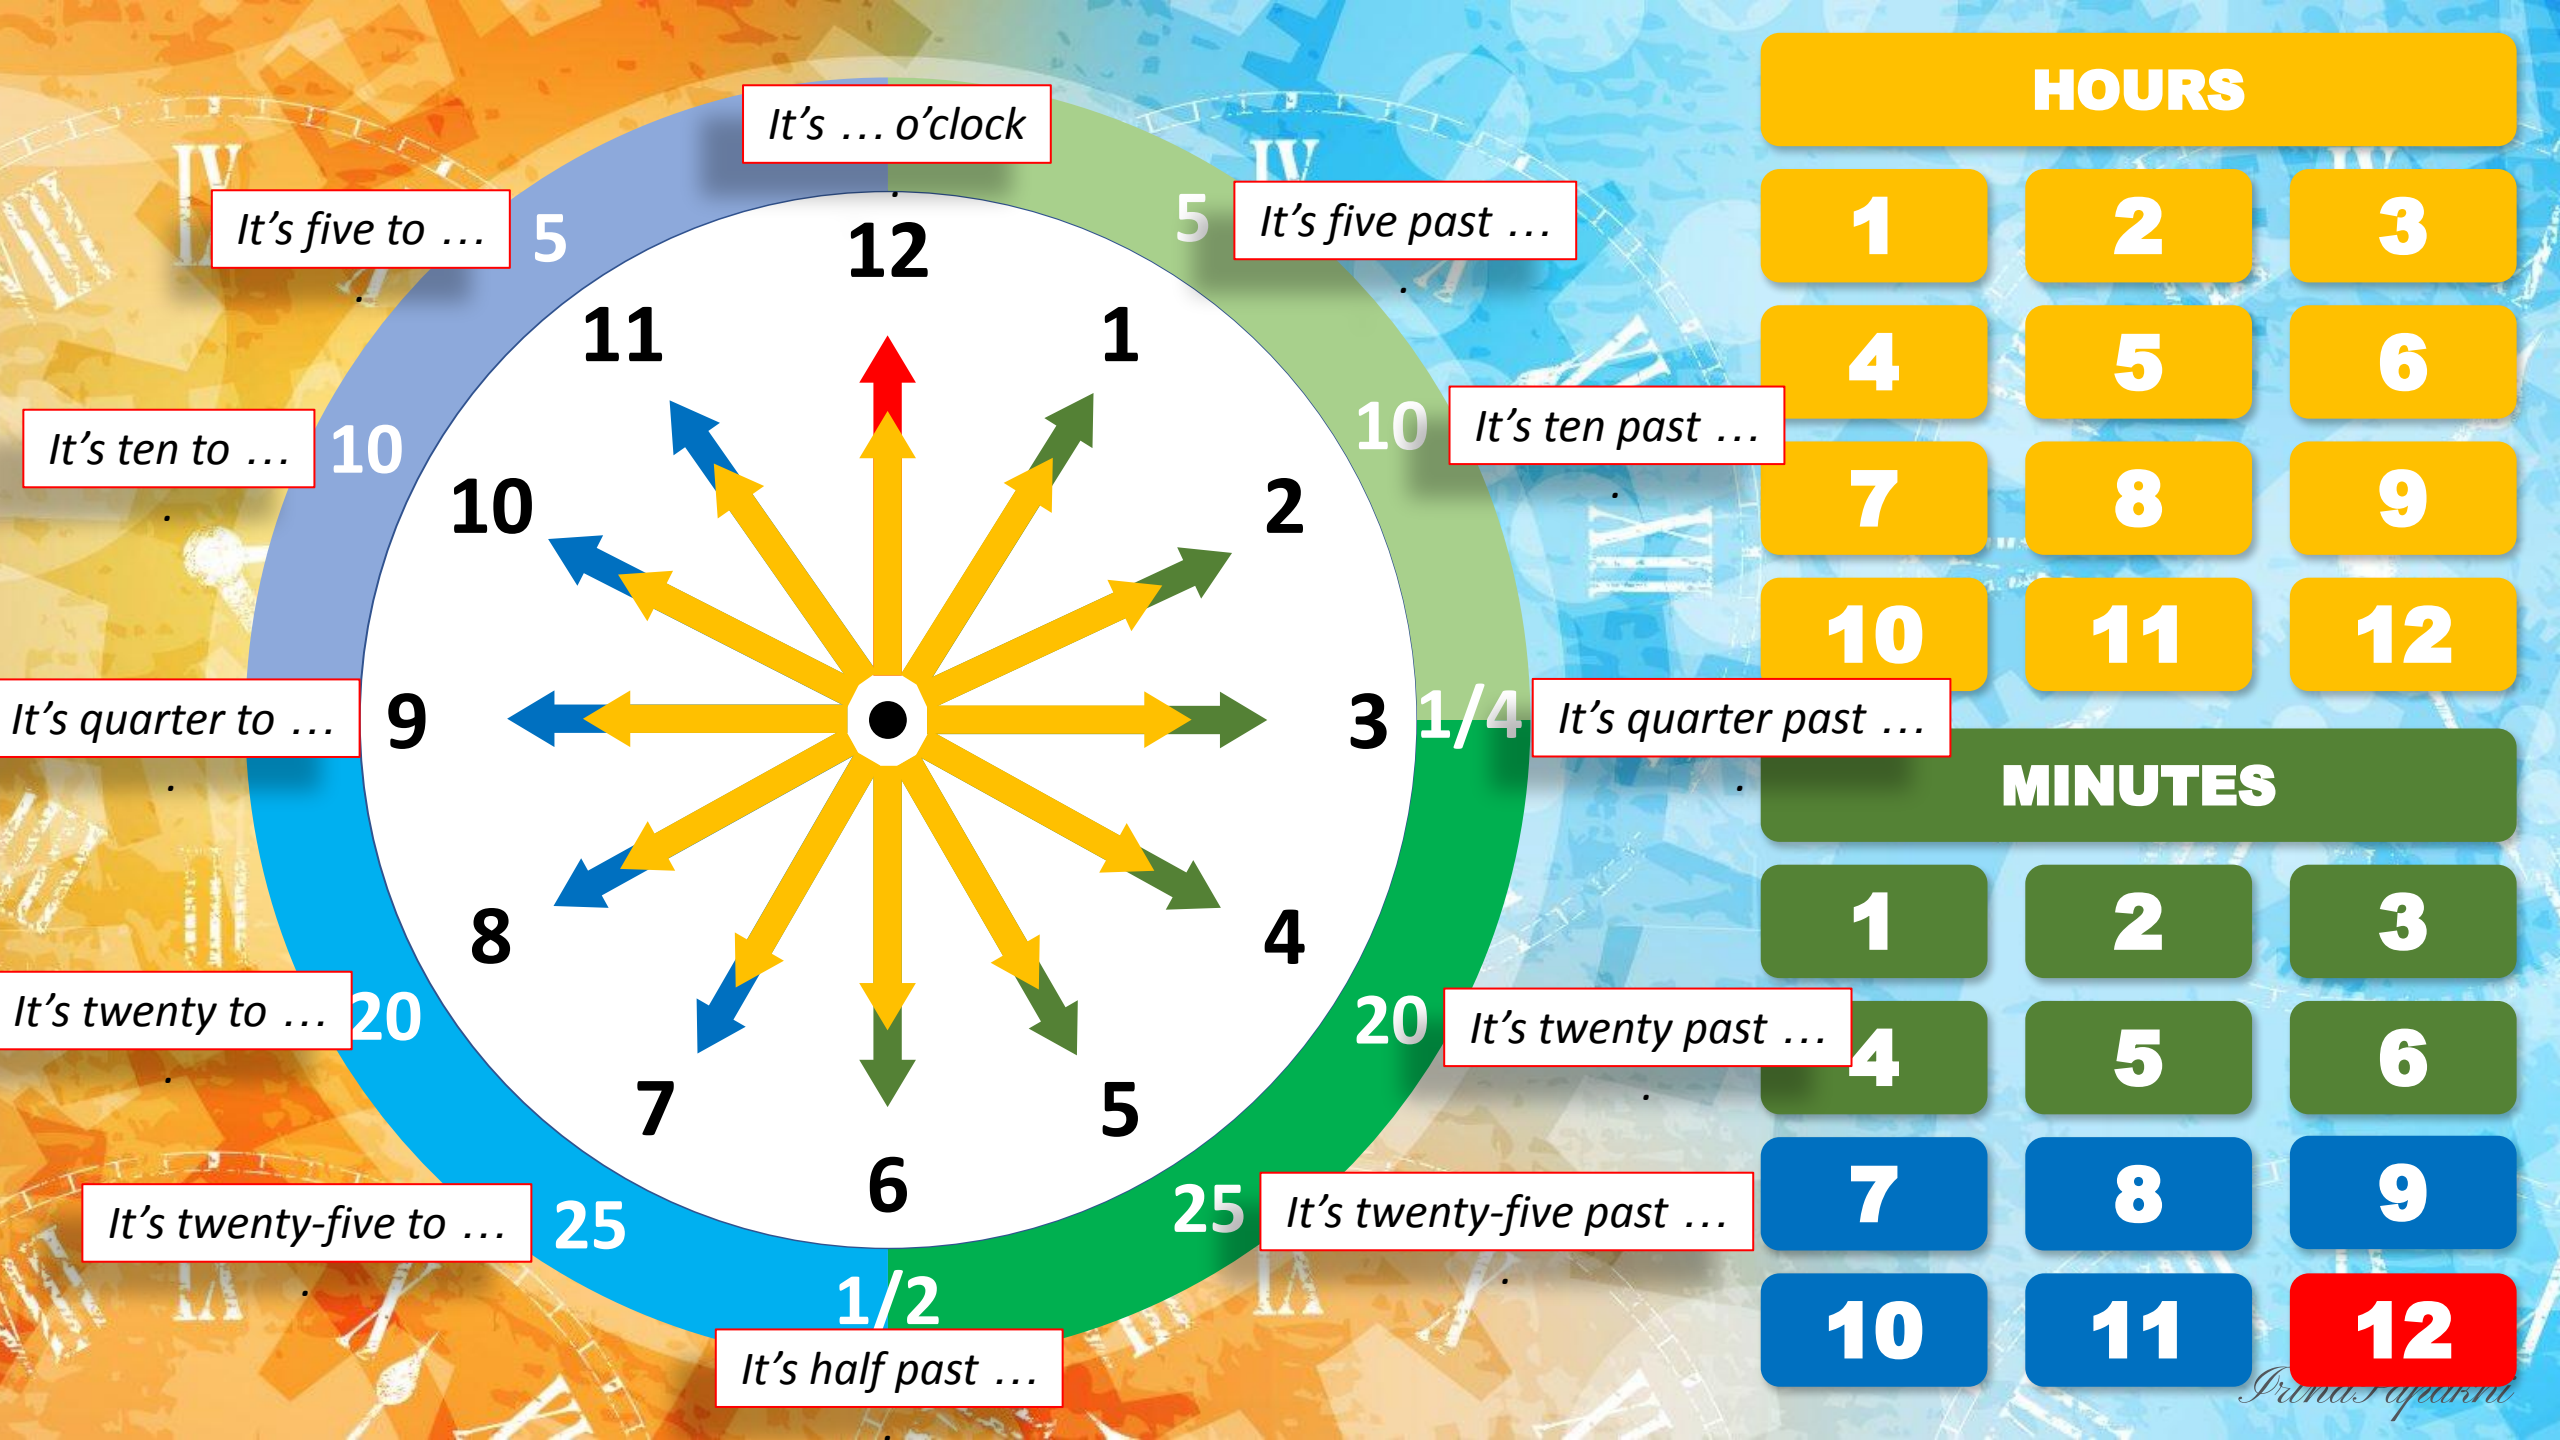 It's … o'clock
.
It's five to …
.
5
5
It's five past …
.
12
11
1
It's ten to …
.
10
10
It's ten past …
.
10
2
It's quarter to …
.
9
3
1/4
It's quarter past …
.
8
4
It's twenty to …
.
20
20
It's twenty past …
.
7
5
6
It's twenty-five to …
.
25
25
It's twenty-five past …
.
1/2
It's half past …
.
HOURS
1 2 3
4 5 6
7 8 9
10 11 12
MINUTES
1 2 3
4 5 6
7 8 9
10 11 12